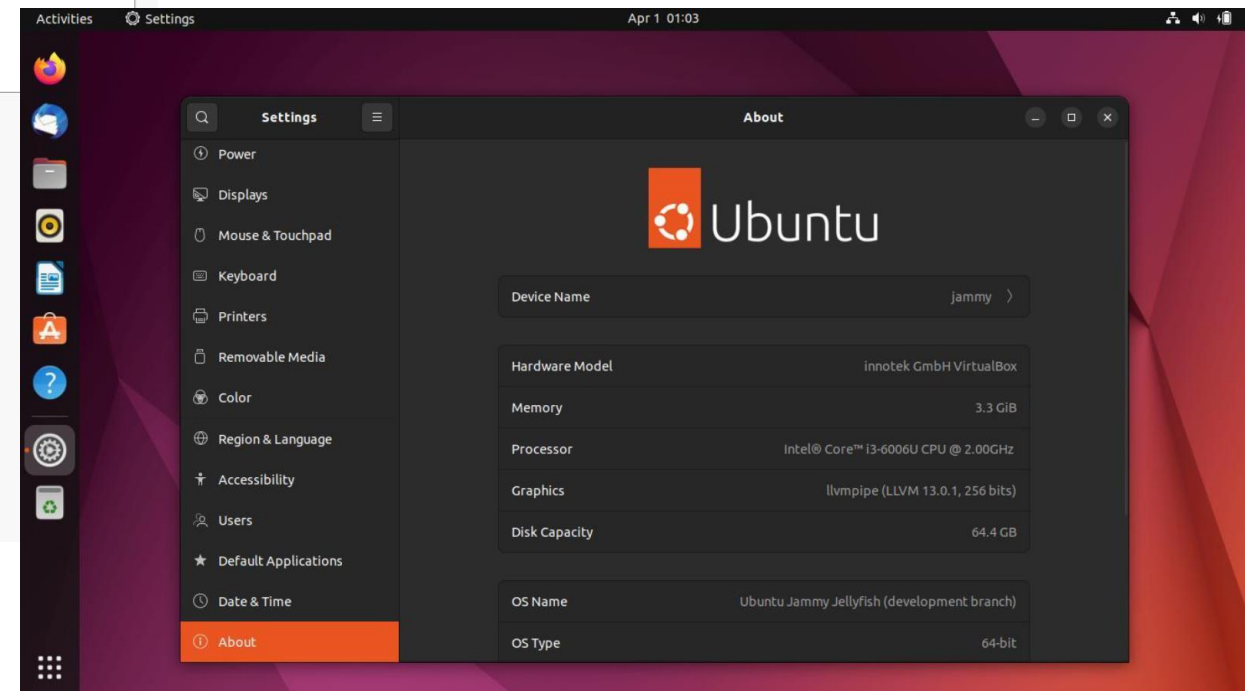 Activities Settings Apr 1 01:03
Settings About
Power
Displays
Mouse & Touchpad
Keyboard
Printers
Removable Media
Color
Region & Language
Accessibility
Users
Default Applications
Date & Time
About
Ubuntu
Device Name jammy
Hardware Model innotek GmbH VirtualBox
Memory 3.3 GiB
Processor Intel® Core™ i3-6006U CPU @ 2.00GHz
Graphics llvmpipe (LLVM 13.0.1, 256 bits)
Disk Capacity 64.4 GB
OS Name Ubuntu Jammy Jellyfish (development branch)
OS Type 64-bit